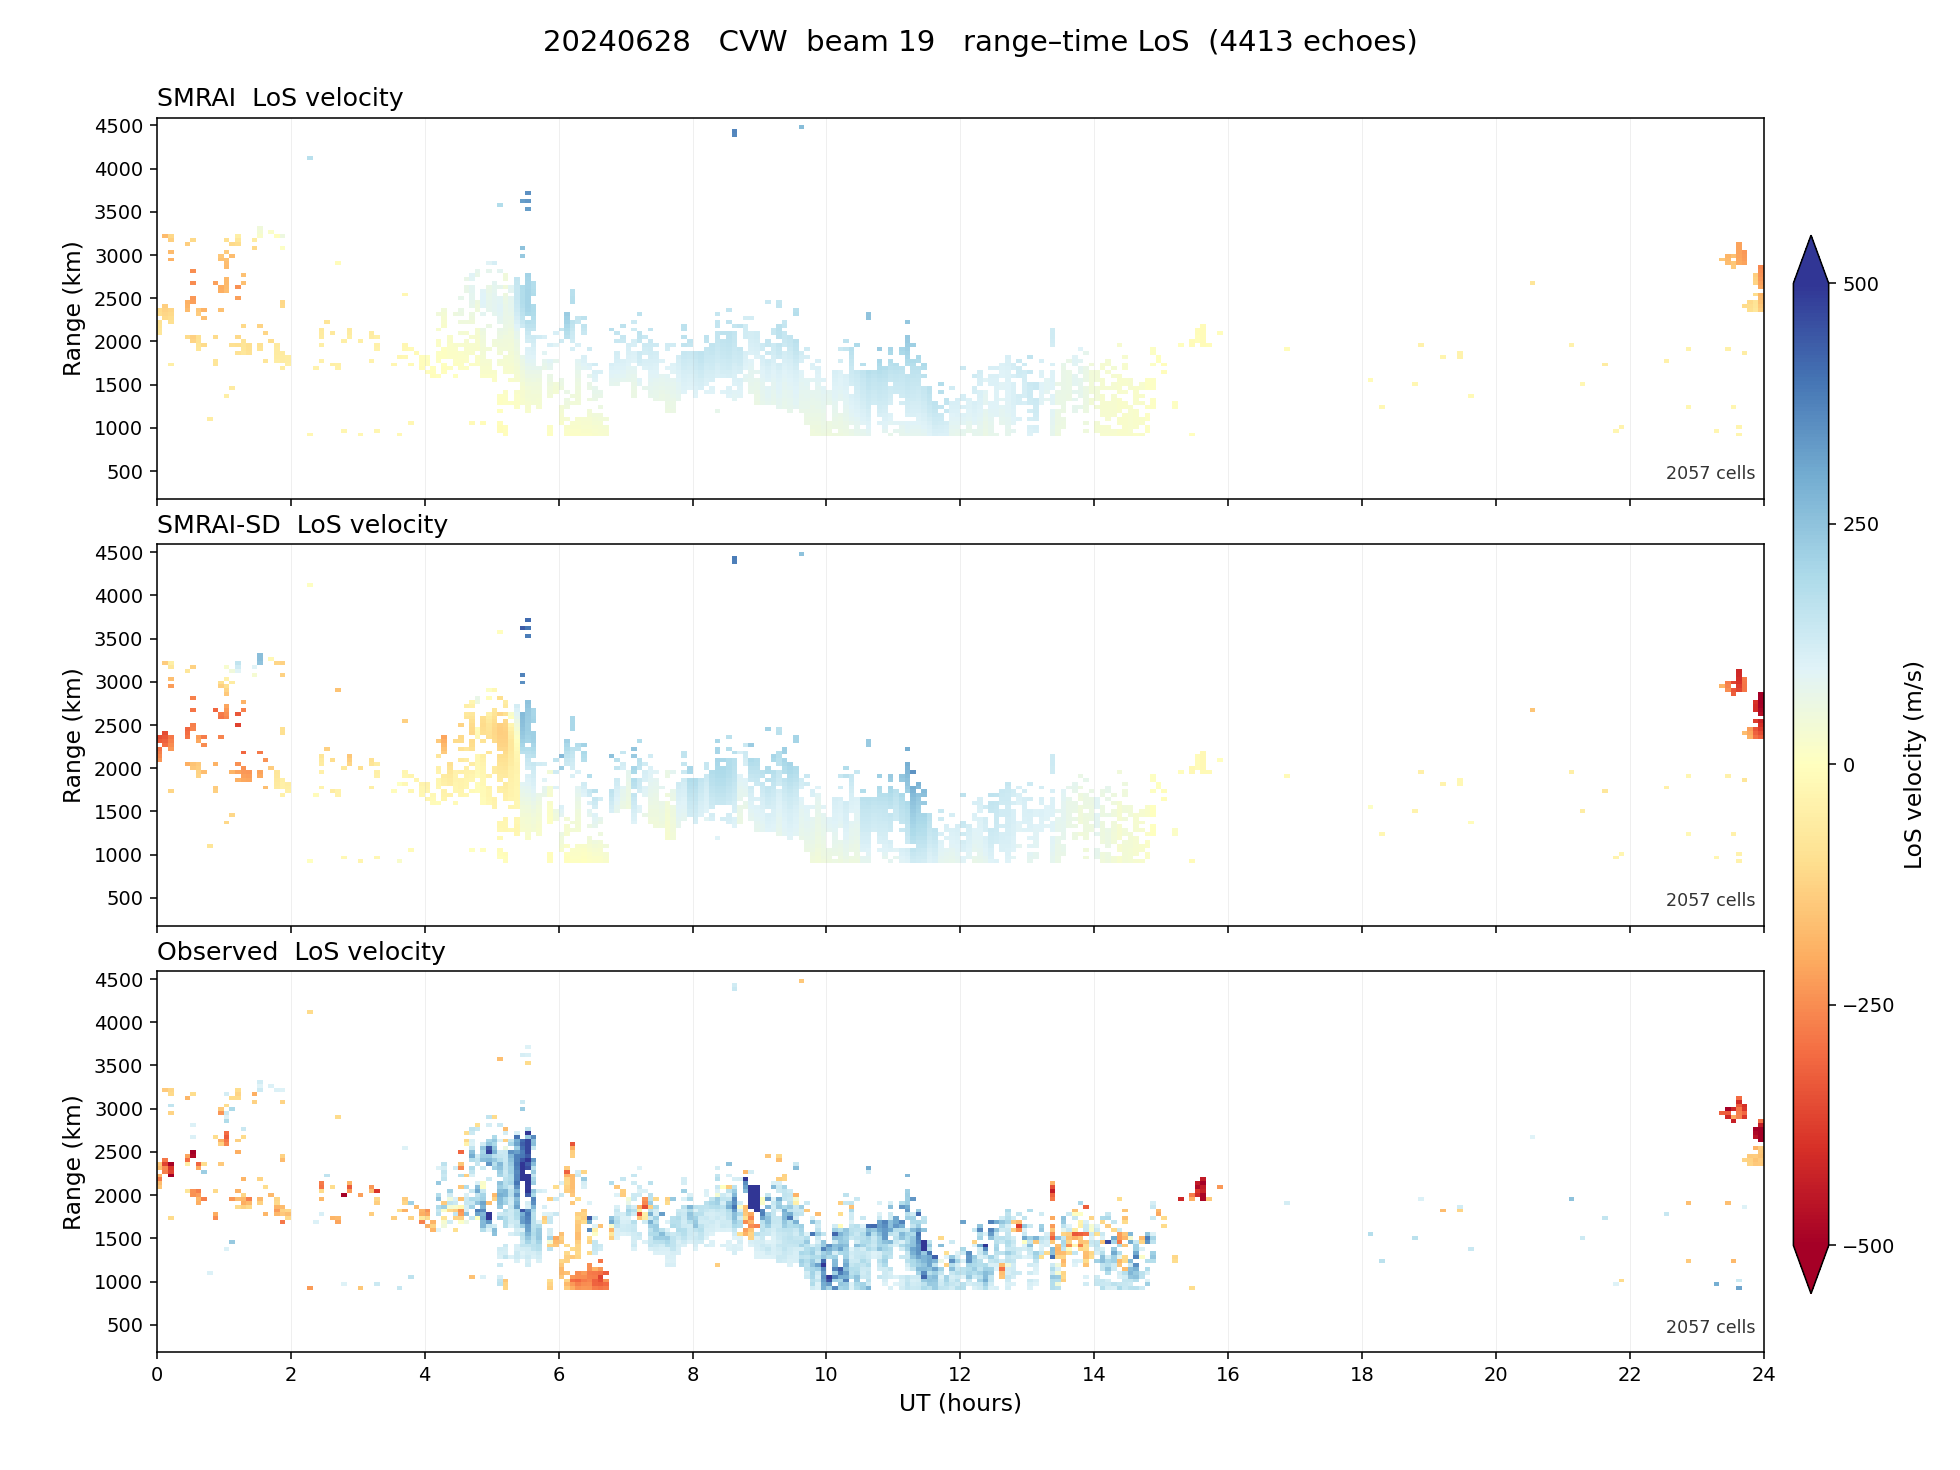 20240628 CVW beam 19 range–time LoS (4413 echoes)
SMRAI LoS velocity
4500
4000
3500
3000
2500
2000
1500
1000
500
Range (km)
2057 cells
SMRAI-SD LoS velocity
4500
4000
3500
3000
2500
2000
1500
1000
500
Range (km)
2057 cells
Observed LoS velocity
4500
4000
3500
3000
2500
2000
1500
1000
500
Range (km)
2057 cells
0 2 4 6 8 10 12 14 16 18 20 22 24
UT (hours)
500
250
0
−250
−500
LoS velocity (m/s)